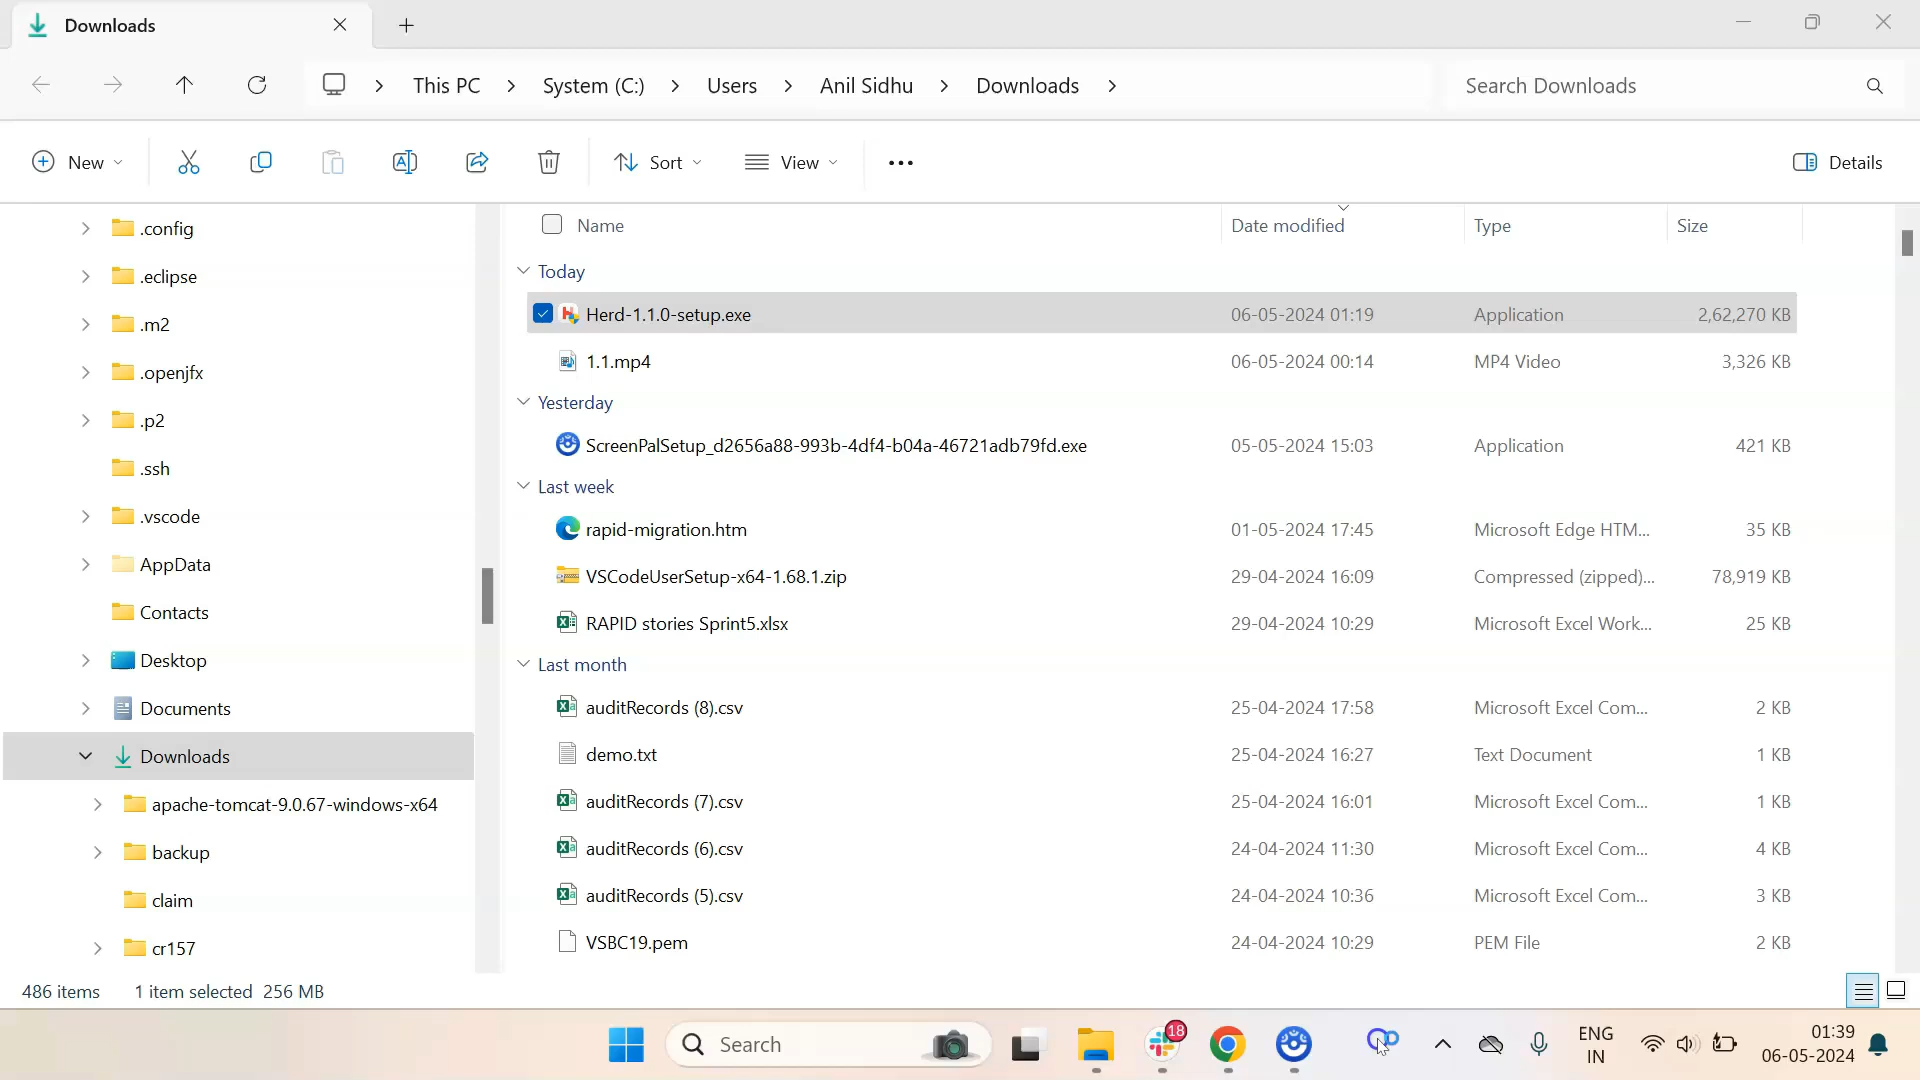 Downloads
This PC > System (C:) > Users > Anil Sidhu > Downloads >
Search Downloads
New
Sort
View
Details
.config
.eclipse
.m2
.openjfx
.p2
.ssh
.vscode
AppData
Contacts
Desktop
Documents
Downloads
apache-tomcat-9.0.67-windows-x64
backup
claim
cr157
Name Date modified Type Size
Today
Herd-1.1.0-setup.exe 06-05-2024 01:19 Application 2,62,270 KB
1.1.mp4 06-05-2024 00:14 MP4 Video 3,326 KB
Yesterday
ScreenPalSetup_d2656a88-993b-4df4-b04a-46721adb79fd.exe 05-05-2024 15:03 Application 421 KB
Last week
rapid-migration.htm 01-05-2024 17:45 Microsoft Edge HTM... 35 KB
VSCodeUserSetup-x64-1.68.1.zip 29-04-2024 16:09 Compressed (zipped)... 78,919 KB
RAPID stories Sprint5.xlsx 29-04-2024 10:29 Microsoft Excel Work... 25 KB
Last month
auditRecords (8).csv 25-04-2024 17:58 Microsoft Excel Com... 2 KB
demo.txt 25-04-2024 16:27 Text Document 1 KB
auditRecords (7).csv 25-04-2024 16:01 Microsoft Excel Com... 1 KB
auditRecords (6).csv 24-04-2024 11:30 Microsoft Excel Com... 4 KB
auditRecords (5).csv 24-04-2024 10:36 Microsoft Excel Com... 3 KB
VSBC19.pem 24-04-2024 10:29 PEM File 2 KB
486 items 1 item selected 256 MB
Search
18
ENG
IN
01:39
06-05-2024